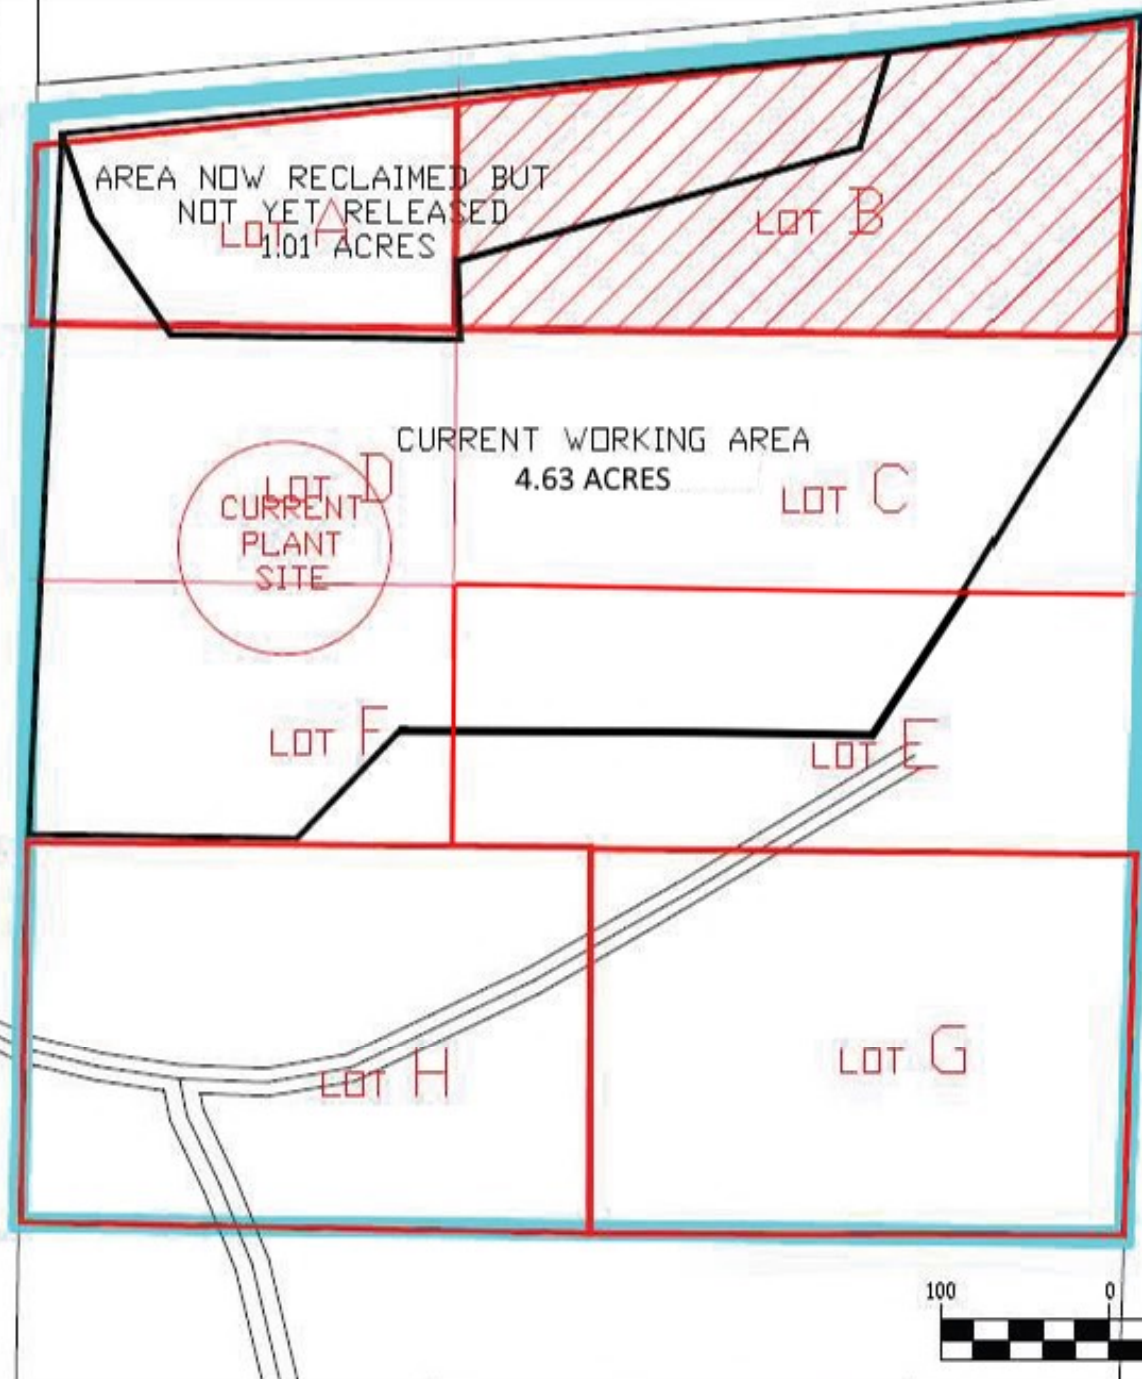 AREA NOW RECLAIMED BUT
NOT YET RELEASED
LOT A
1.01 ACRES
LOT B
CURRENT WORKING AREA
4.63 ACRES
LOT D
LOT C
CURRENT
PLANT
SITE
LOT F
LOT E
LOT H
LOT G
100 0